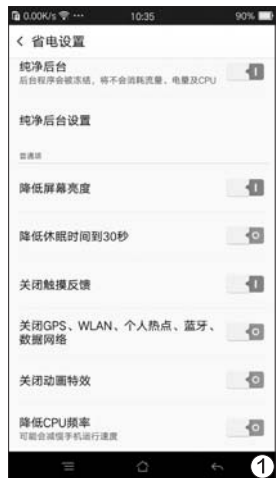 0.00K/s ··· 10:35 90%
省电设置
纯净后台
后台程序会被冻结，将不会消耗流量、电量及CPU
纯净后台设置
普通项
降低屏幕亮度
降低休眠时间到30秒
关闭触摸反馈
关闭GPS、WLAN、个人热点、蓝牙、
数据网络
关闭动画特效
降低CPU频率
可能会减慢手机运行速度
1